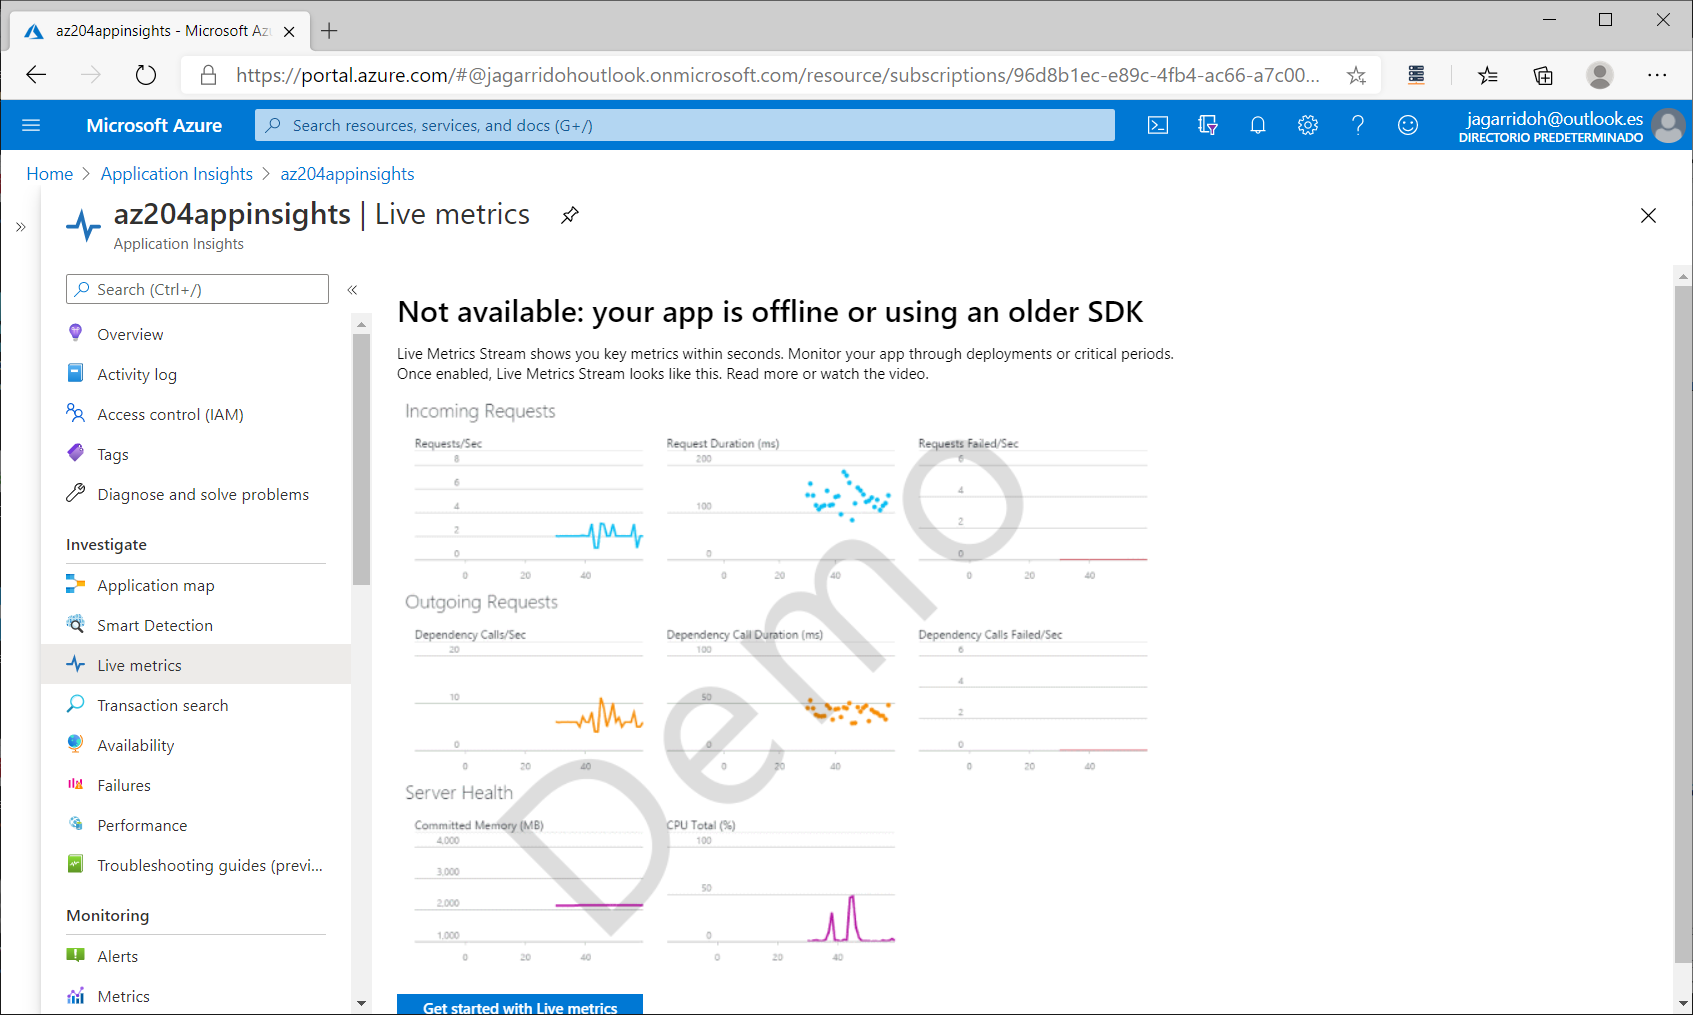 az204appinsights - Microsoft Az
https://portal.azure.com/#@jagarridohoutlook.onmicrosoft.com/resource/subscriptions/96d8b1ec-e89c-4fb4-ac66-a7c00...
Microsoft Azure
Search resources, services, and docs (G+/)
jagarridoh@outlook.es
DIRECTORIO PREDETERMINADO
Home > Application Insights > az204appinsights
az204appinsights | Live metrics
Application Insights
Search (Ctrl+/)
Overview
Activity log
Access control (IAM)
Tags
Diagnose and solve problems
Investigate
Application map
Smart Detection
Live metrics
Transaction search
Availability
Failures
Performance
Troubleshooting guides (previ...
Monitoring
Alerts
Metrics
Not available: your app is offline or using an older SDK
Live Metrics Stream shows you key metrics within seconds. Monitor your app through deployments or critical periods.
Once enabled, Live Metrics Stream looks like this. Read more or watch the video.
Incoming Requests
Requests/Sec
8
6
4
2
0
0 20 40
Request Duration (ms)
200
100
0
0 20 40
Requests Failed/Sec
6
4
2
0
0 20 40
Outgoing Requests
Dependency Calls/Sec
20
10
0
0 20 40
Dependency Call Duration (ms)
100
50
0
0 20 40
Dependency Calls Failed/Sec
6
4
2
0
0 20 40
Server Health
Committed Memory (MB)
4,000
3,000
2,000
1,000
0 20 40
CPU Total (%)
100
50
0
0 20 40
Demo
Get started with Live metrics